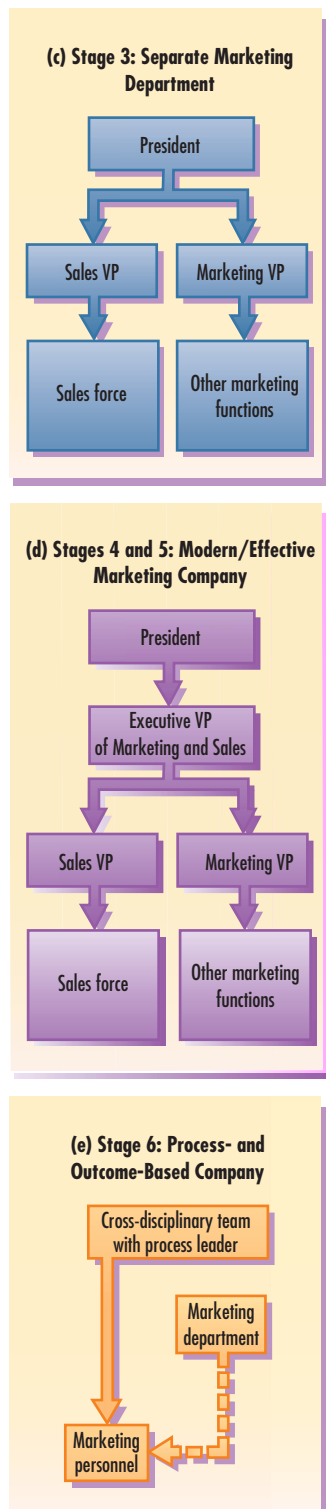 (c) Stage 3: Separate Marketing
Department
President
Sales VP
Marketing VP
Sales force
Other marketing
functions
(d) Stages 4 and 5: Modern/Effective
Marketing Company
President
Executive VP
of Marketing and Sales
Sales VP
Marketing VP
Sales force
Other marketing
functions
(e) Stage 6: Process- and
Outcome-Based Company
Cross-disciplinary team
with process leader
Marketing
department
Marketing
personnel